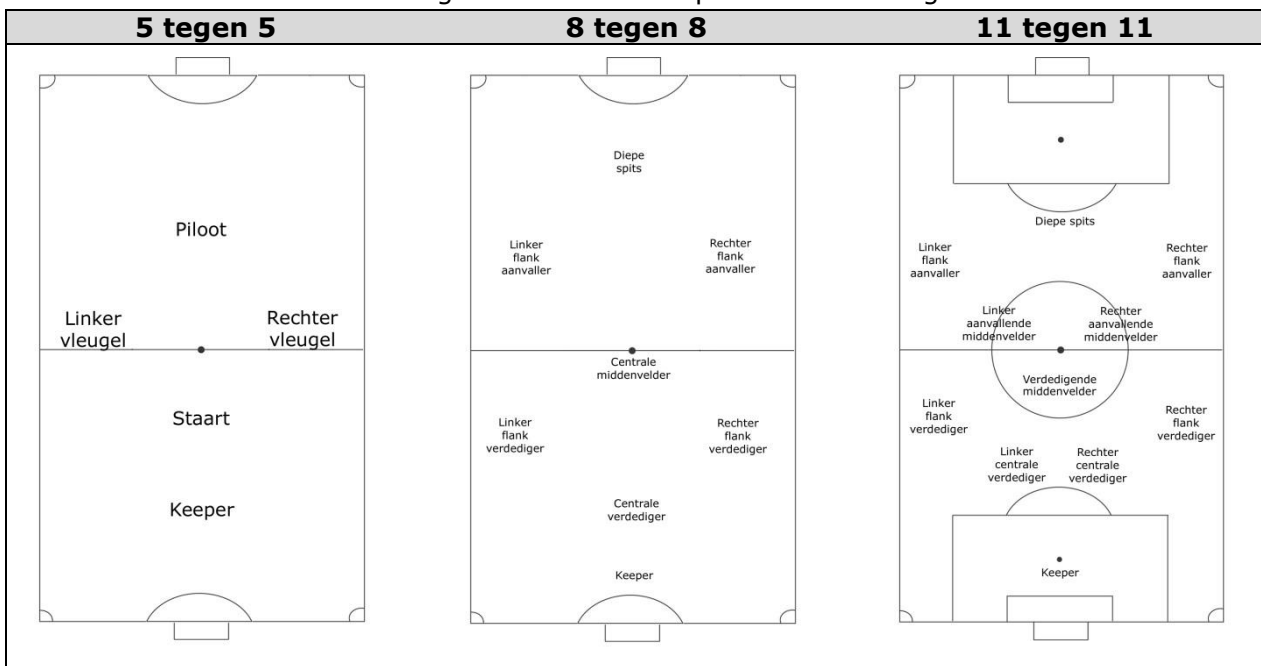 5 tegen 5
8 tegen 8
11 tegen 11
Piloot
Linker
vleugel
Rechter
vleugel
Staart
Keeper
Diepe
spits
Linker
flank
aanvaller
Rechter
flank
aanvaller
Centrale
middenvelder
Linker
flank
verdediger
Rechter
flank
verdediger
Centrale
verdediger
Keeper
Diepe spits
Linker
flank
aanvaller
Rechter
flank
aanvaller
Linker
aanvallende
middenvelder
Rechter
aanvallende
middenvelder
Verdedigende
middenvelder
Linker
flank
verdediger
Rechter
flank
verdediger
Linker
centrale
verdediger
Rechter
centrale
verdediger
Keeper